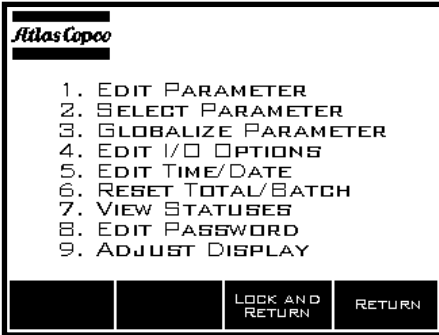 Atlas Copco
1. EDIT PARAMETER
2. SELECT PARAMETER
3. GLOBALIZE PARAMETER
4. EDIT I/O OPTIONS
5. EDIT TIME/DATE
6. RESET TOTAL/BATCH
7. VIEW STATUSES
8. EDIT PASSWORD
9. ADJUST DISPLAY
LOCK AND
RETURN
RETURN